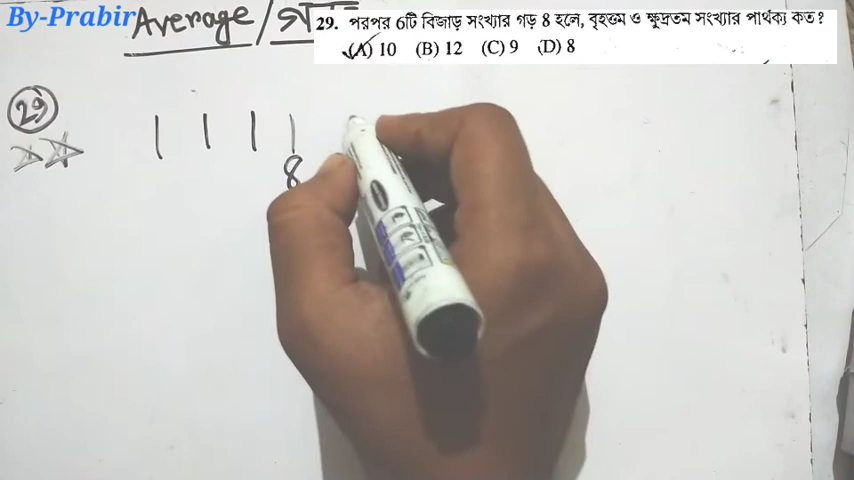 By-Prabir
Average/গড়
29. পরপর 6টি বিজোড় সংখ্যার গড় 8 হলে, বৃহত্তম ও ক্ষুদ্রতম সংখ্যার পার্থক্য কত?
(A) 10 (B) 12 (C) 9 (D) 8
29
8